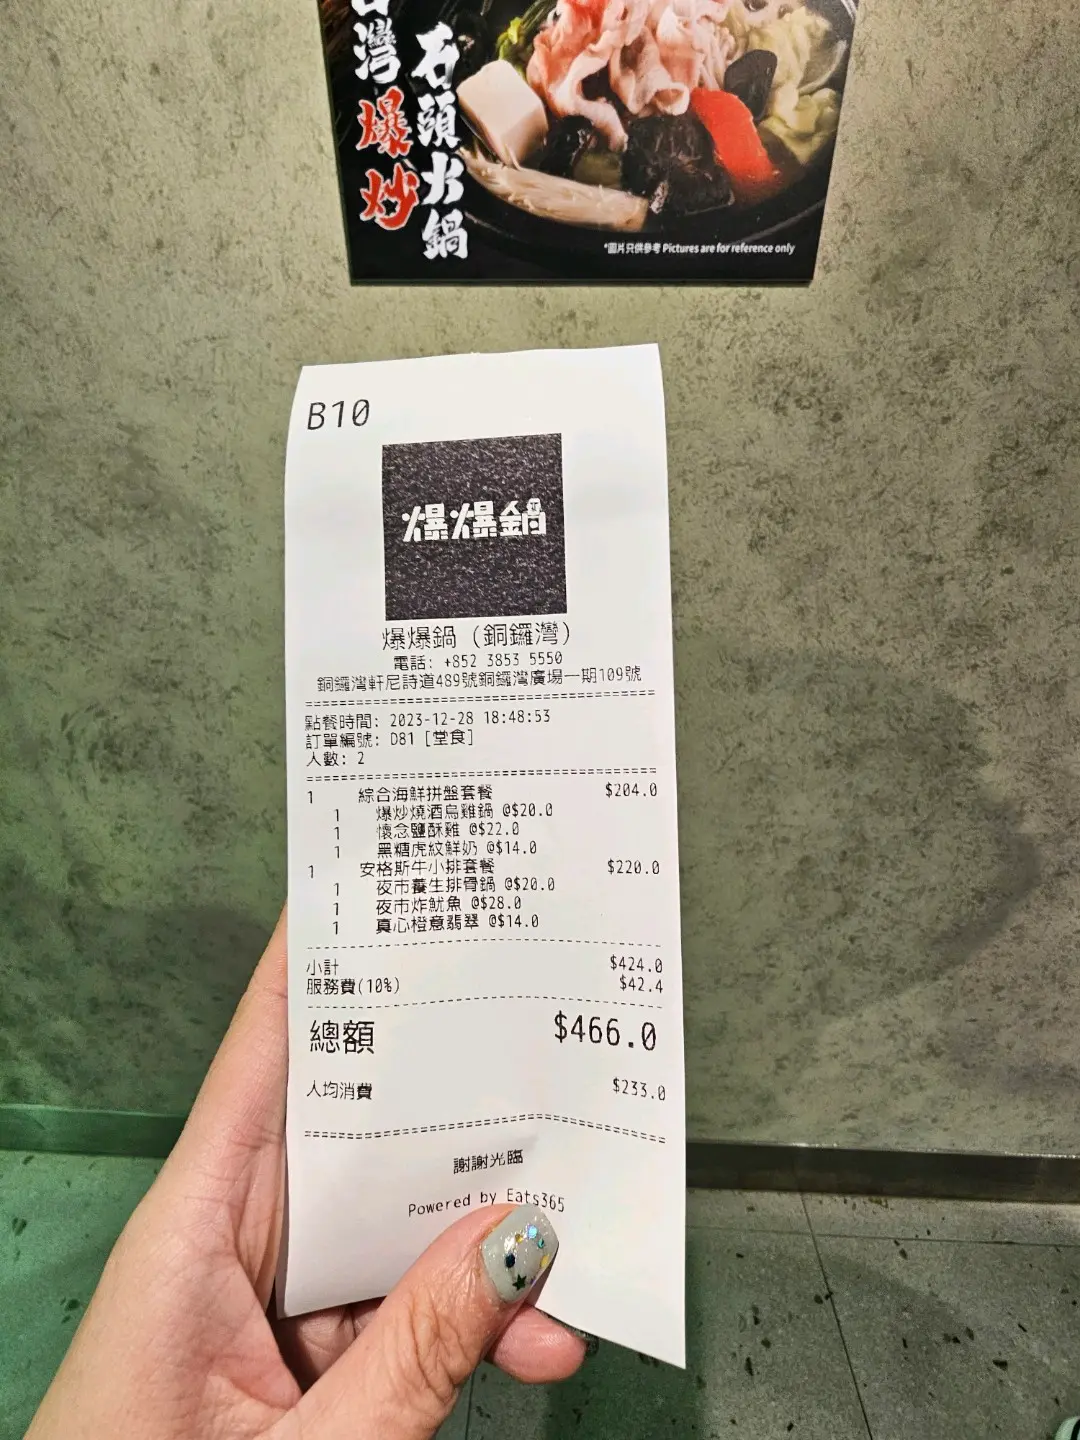 台灣爆炒
石頭火鍋
*圖片只供參考 Pictures are for reference only
B10
爆爆鍋
爆爆鍋 (銅鑼灣)
電話: +852 3853 5550
銅鑼灣軒尼詩道489號銅鑼灣廣場一期109號
點餐時間: 2023-12-28 18:48:53
訂單編號: D81 [堂食]
人數: 2
1 綜合海鮮拼盤套餐 $204.0
1 爆炒燒酒烏雞鍋 @$20.0
1 懷念鹽酥雞 @$22.0
1 黑糖虎紋鮮奶 @$14.0
1 安格斯牛小排套餐 $220.0
1 夜市養生排骨鍋 @$20.0
1 夜市炸魷魚 @$28.0
1 真心橙意翡翠 @$14.0
小計 $424.0
服務費(10%) $42.4
總額 $466.0
人均消費 $233.0
謝謝光臨
Powered by Eats365